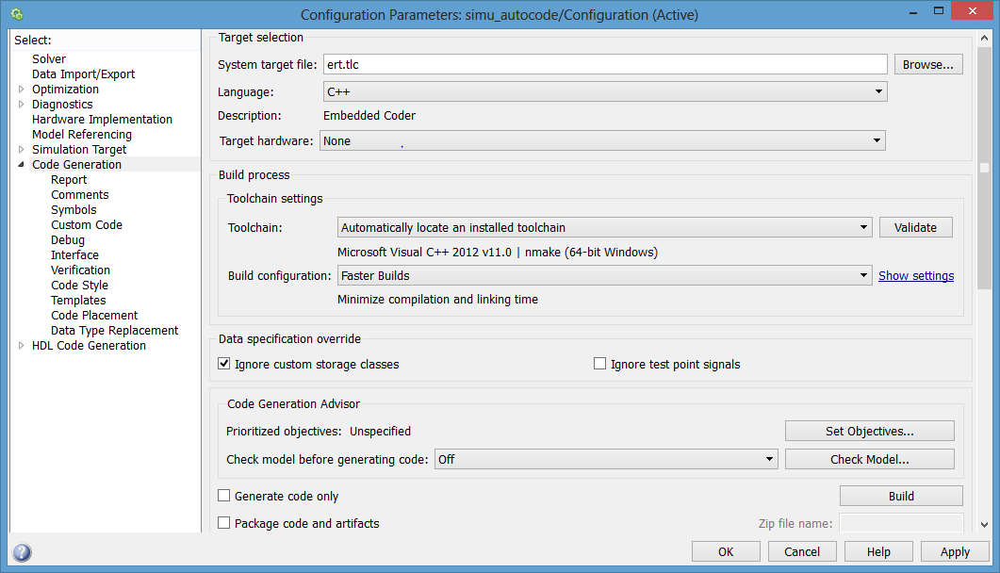 Configuration Parameters: simu_autocode/Configuration (Active)
Select:
Solver
Data Import/Export
Optimization
Diagnostics
Hardware Implementation
Model Referencing
Simulation Target
Code Generation
Report
Comments
Symbols
Custom Code
Debug
Interface
Verification
Code Style
Templates
Code Placement
Data Type Replacement
HDL Code Generation
Target selection
System target file: ert.tlc Browse...
Language: C++
Description: Embedded Coder
Target hardware: None
Build process
Toolchain settings
Toolchain: Automatically locate an installed toolchain Validate
Microsoft Visual C++ 2012 v11.0 | nmake (64-bit Windows)
Build configuration: Faster Builds Show settings
Minimize compilation and linking time
Data specification override
Ignore custom storage classes Ignore test point signals
Code Generation Advisor
Prioritized objectives: Unspecified Set Objectives...
Check model before generating code: Off Check Model...
Generate code only Build
Package code and artifacts Zip file name:
? OK Cancel Help Apply